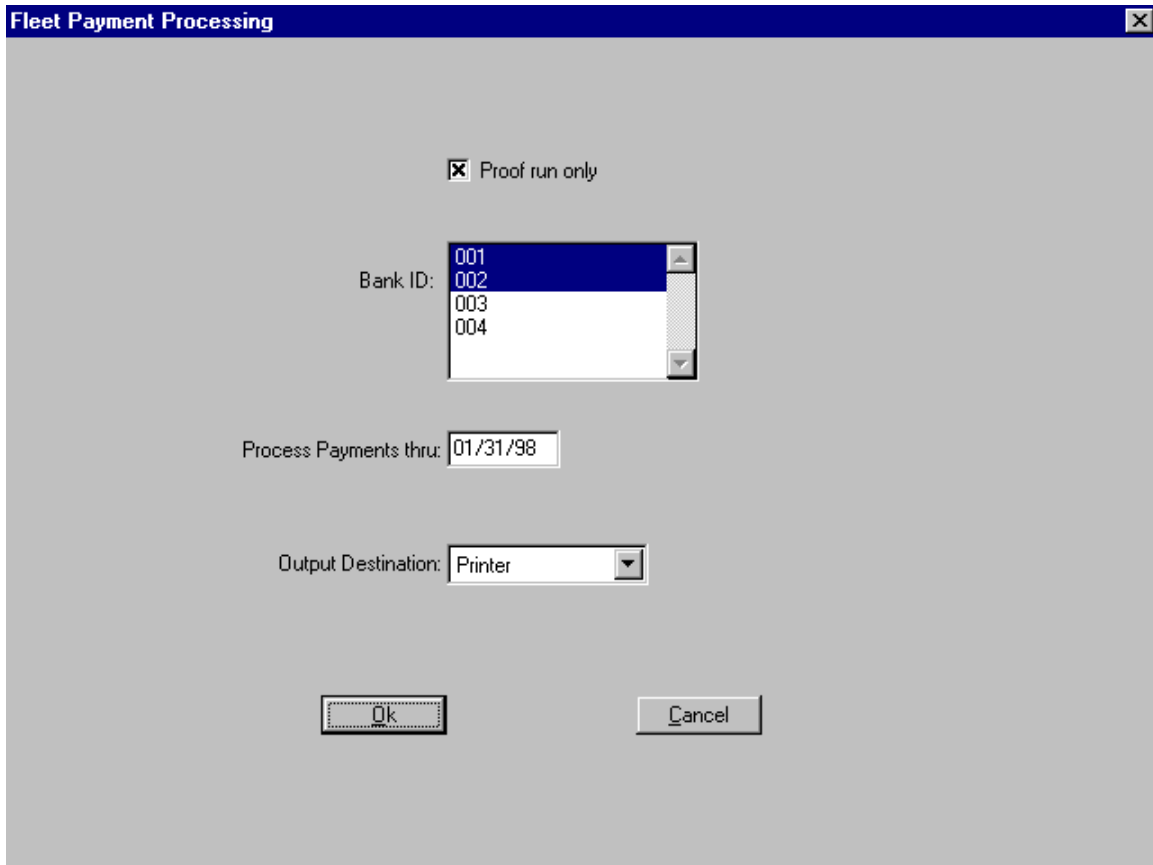 Fleet Payment Processing
Proof run only
Bank ID:
001
002
003
004
Process Payments thru: 01/31/98
Output Destination: Printer
Ok
Cancel